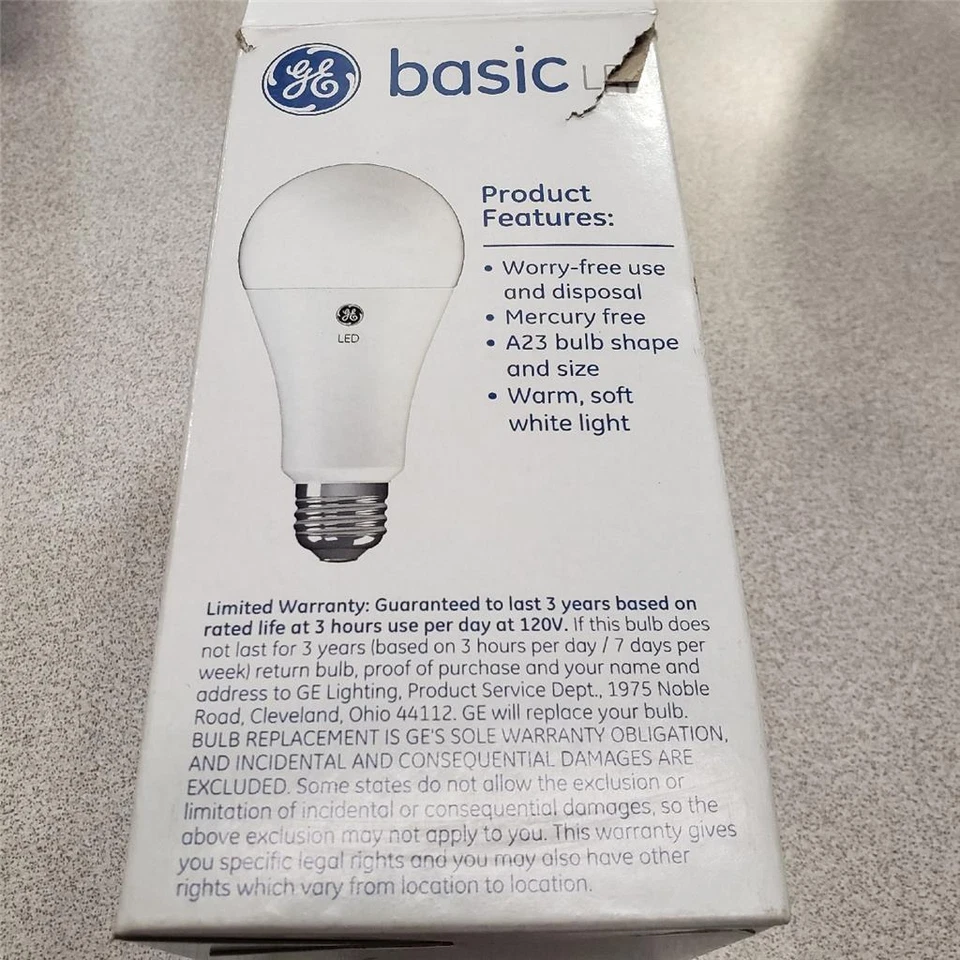 GE basic LED
Product
Features:
• Worry-free use
and disposal
• Mercury free
• A23 bulb shape
and size
• Warm, soft
white light
GE
LED
Limited Warranty: Guaranteed to last 3 years based on
rated life at 3 hours use per day at 120V. If this bulb does
not last for 3 years (based on 3 hours per day / 7 days per
week) return bulb, proof of purchase and your name and
address to GE Lighting, Product Service Dept., 1975 Noble
Road, Cleveland, Ohio 44112. GE will replace your bulb.
BULB REPLACEMENT IS GE'S SOLE WARRANTY OBLIGATION,
AND INCIDENTAL AND CONSEQUENTIAL DAMAGES ARE
EXCLUDED. Some states do not allow the exclusion or
limitation of incidental or consequential damages, so the
above exclusion may not apply to you. This warranty gives
you specific legal rights and you may also have other
rights which vary from location to location.